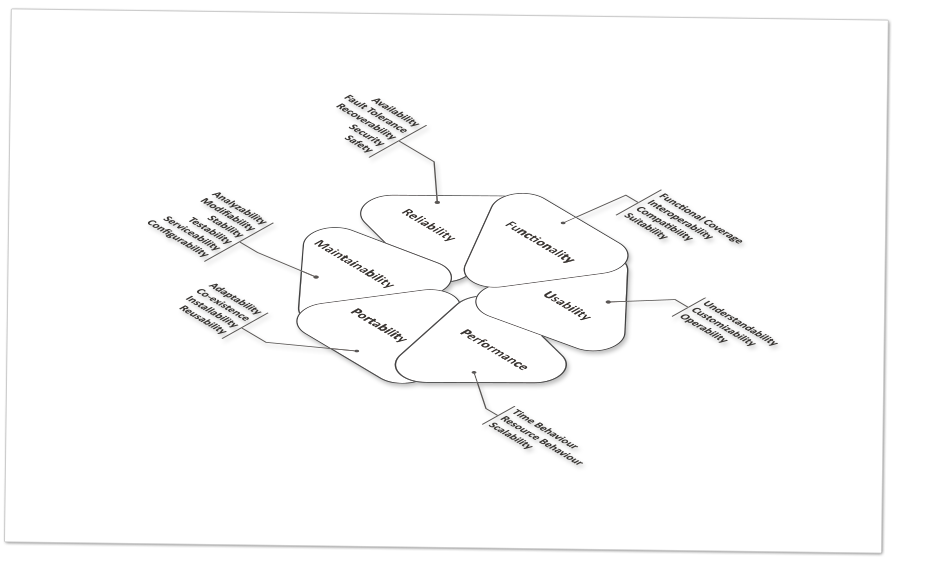 Availability
Fault Tolerance
Recoverability
Security
Safety
Reliability
Functionality
Functional Coverage
Interoperability
Compatibility
Suitability
Analyzability
Modifiability
Stability
Testability
Serviceability
Configurability
Maintainability
Usability
Understandability
Customizability
Operability
Adaptability
Co-existence
Installability
Reusability
Portability
Performance
Time Behaviour
Resource Behaviour
Scalability